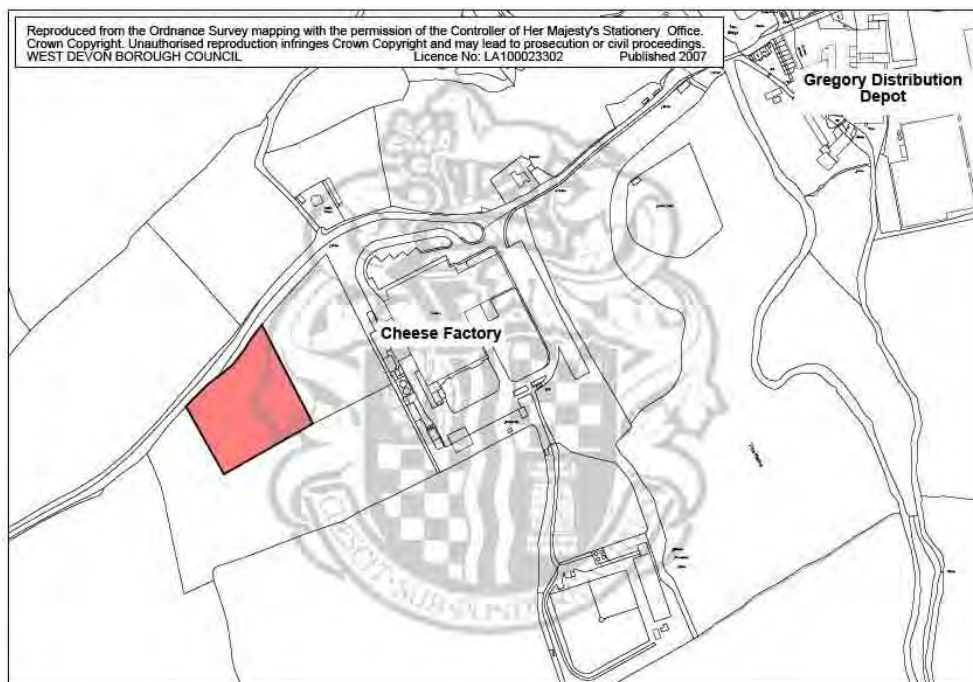 Reproduced from the Ordnance Survey mapping with the permission of the Controller of Her Majesty's Stationery Office.
Crown Copyright. Unauthorised reproduction infringes Crown Copyright and may lead to prosecution or civil proceedings.
WEST DEVON BOROUGH COUNCIL Licence No: LA100023302 Published 2007
Gregory Distribution
Depot
Cheese Factory